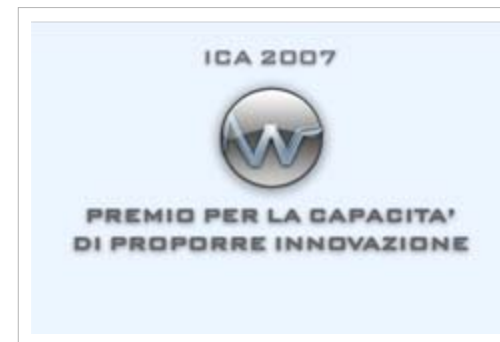 ICA 2007
PREMIO PER LA CAPACITA'
DI PROPORRE INNOVAZIONE